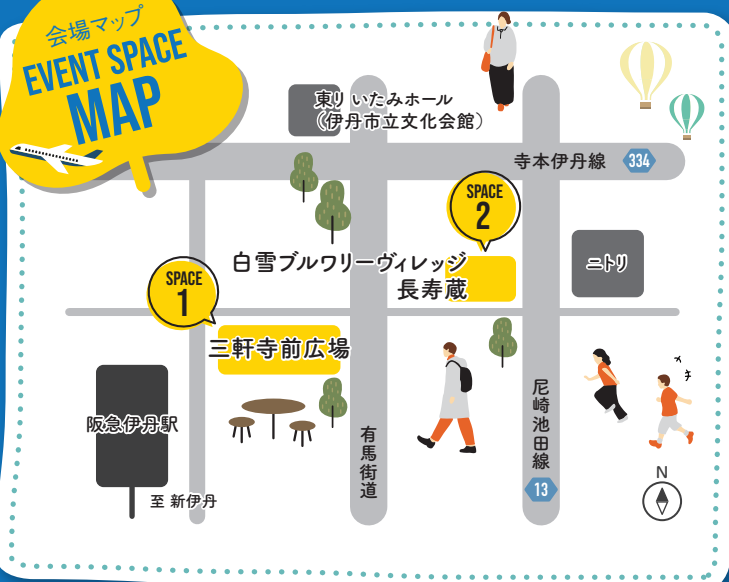 会場マップ
EVENT SPACE
MAP
東リ いたみホール
(伊丹市立文化会館)
寺本伊丹線 334
SPACE
2
白雪ブルワリーヴィレッジ
長寿蔵
ニトリ
SPACE
1
三軒寺前広場
阪急伊丹駅
至 新伊丹
有馬街道
尼崎池田線
13
N